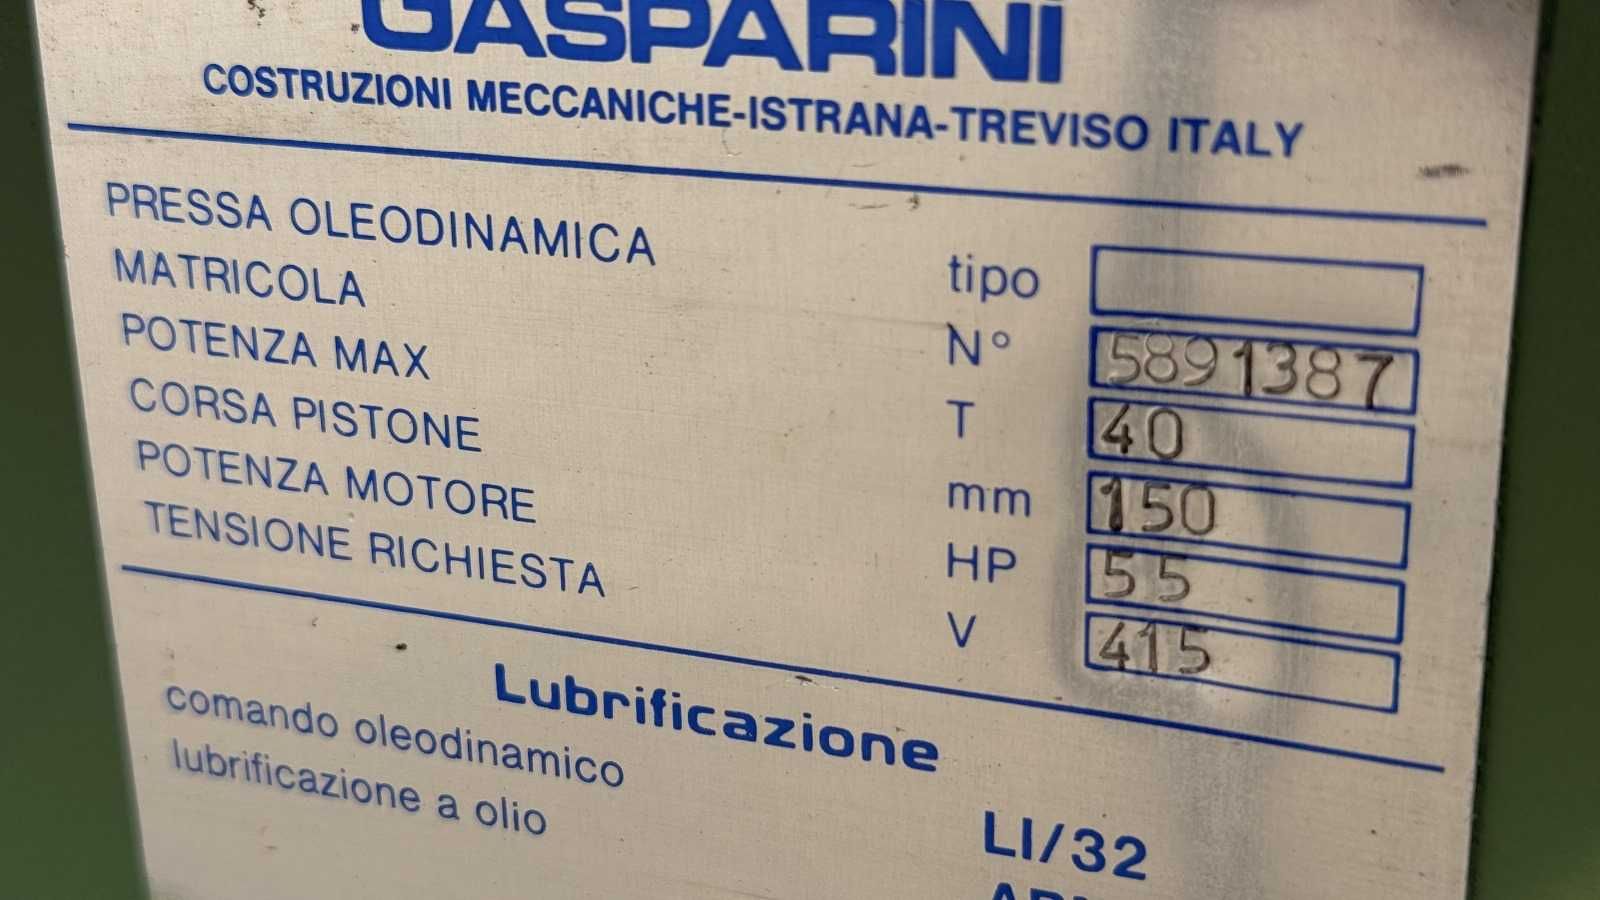 GASPARINI
COSTRUZIONI MECCANICHE-ISTRANA-TREVISO ITALY
PRESSA OLEODINAMICA tipo
MATRICOLA N° 5891387
POTENZA MAX T 40
CORSA PISTONE mm 150
POTENZA MOTORE HP 55
TENSIONE RICHIESTA V 415
Lubrificazione
comando oleodinamico LI/32
lubrificazione a olio